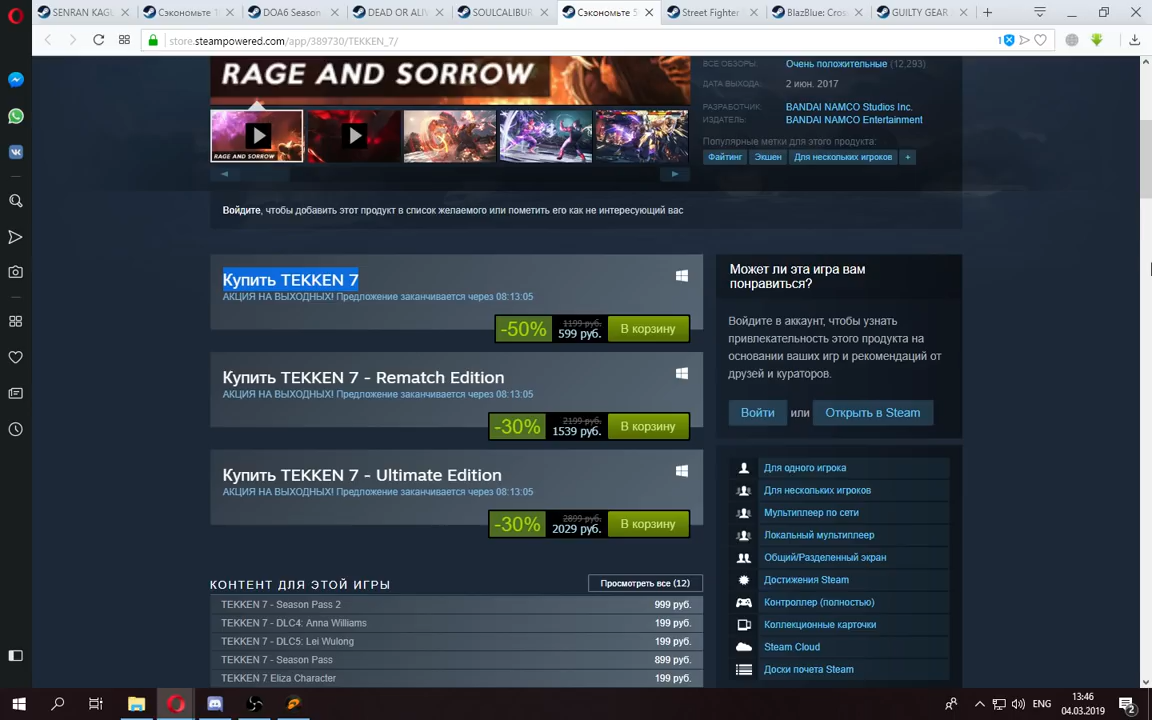 SENRAN KAGU
Сэкономьте 1
DOA6 Season
DEAD OR ALIV
SOULCALIBUR
Сэкономьте 5
Street Fighter
BlazBlue: Cros
GUILTY GEAR
store.steampowered.com/app/389730/TEKKEN_7/
1
RAGE AND SORROW
ВСЕ ОБЗОРЫ: Очень положительные (12,293)
ДАТА ВЫХОДА: 2 июн. 2017
РАЗРАБОТЧИК: BANDAI NAMCO Studios Inc.
ИЗДАТЕЛЬ: BANDAI NAMCO Entertainment
Популярные метки для этого продукта:
Файтинг Экшен Для нескольких игроков +
RAGE AND SORROW
Войдите, чтобы добавить этот продукт в список желаемого или пометить его как не интересующий вас
Купить TEKKEN 7
АКЦИЯ НА ВЫХОДНЫХ! Предложение заканчивается через 08:13:05
-50% 1199 руб. 599 руб. В корзину
Купить TEKKEN 7 - Rematch Edition
АКЦИЯ НА ВЫХОДНЫХ! Предложение заканчивается через 08:13:05
-30% 2199 руб. 1539 руб. В корзину
Купить TEKKEN 7 - Ultimate Edition
АКЦИЯ НА ВЫХОДНЫХ! Предложение заканчивается через 08:13:05
-30% 2899 руб. 2029 руб. В корзину
КОНТЕНТ ДЛЯ ЭТОЙ ИГРЫ Просмотреть все (12)
TEKKEN 7 - Season Pass 2 999 руб.
TEKKEN 7 - DLC4: Anna Williams 199 руб.
TEKKEN 7 - DLC5: Lei Wulong 199 руб.
TEKKEN 7 - Season Pass 899 руб.
TEKKEN 7 Eliza Character 199 руб.
Может ли эта игра вам
понравиться?
Войдите в аккаунт, чтобы узнать
привлекательность этого продукта на
основании ваших игр и рекомендаций от
друзей и кураторов.
Войти или Открыть в Steam
Для одного игрока
Для нескольких игроков
Мультиплеер по сети
Локальный мультиплеер
Общий/Разделенный экран
Достижения Steam
Контроллер (полностью)
Коллекционные карточки
Steam Cloud
Доски почета Steam
ENG
13:46
04.03.2019
2